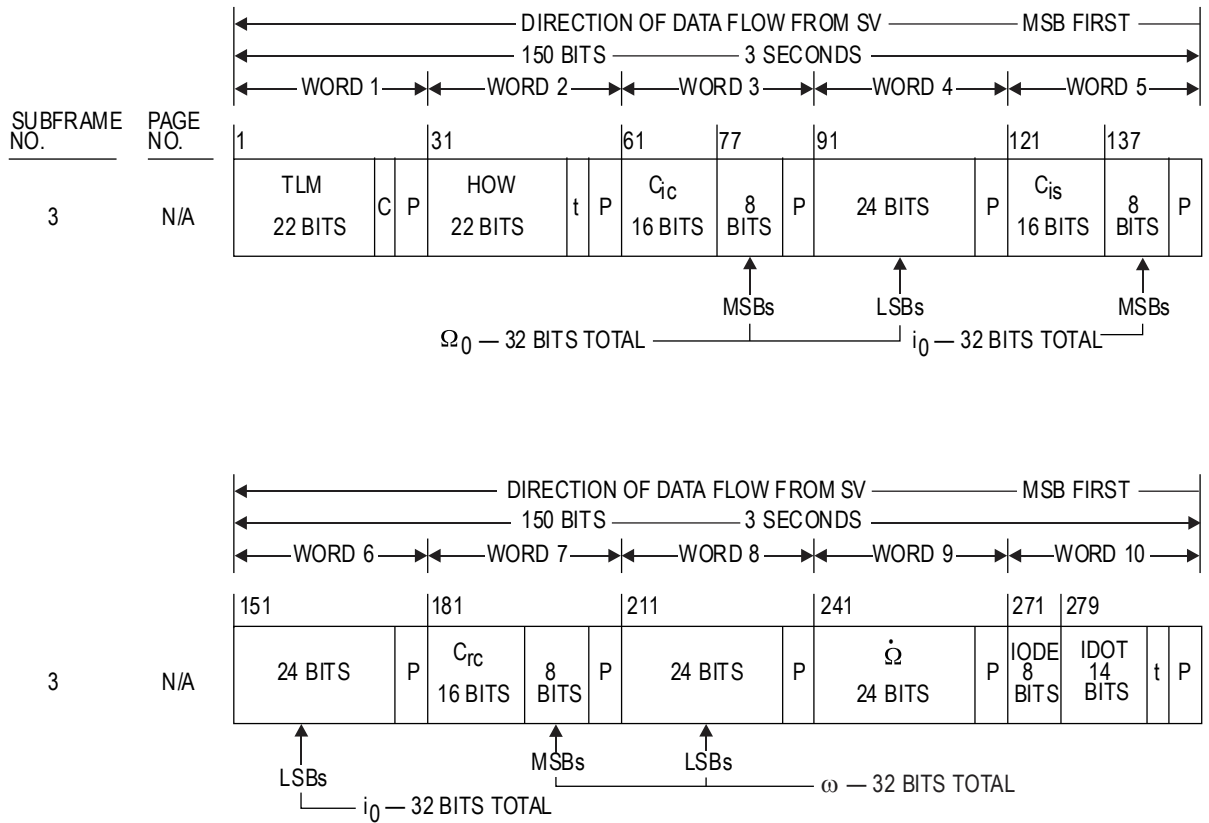 DIRECTION OF DATA FLOW FROM SV MSB FIRST
150 BITS 3 SECONDS
WORD 1 WORD 2 WORD 3 WORD 4 WORD 5
SUBFRAME NO. PAGE NO.
1 31 61 77 91 121 137
3 N/A
TLM 22 BITS C P HOW 22 BITS t P Cic 16 BITS 8 BITS P 24 BITS P Cis 16 BITS 8 BITS P
MSBs LSBs MSBs
Ω0 — 32 BITS TOTAL i0 — 32 BITS TOTAL
DIRECTION OF DATA FLOW FROM SV MSB FIRST
150 BITS 3 SECONDS
WORD 6 WORD 7 WORD 8 WORD 9 WORD 10
151 181 211 241 271 279
3 N/A
24 BITS P Crc 16 BITS 8 BITS P 24 BITS P Ω̇ 24 BITS P IODE 8 BITS IDOT 14 BITS t P
LSBs MSBs LSBs
i0 — 32 BITS TOTAL ω — 32 BITS TOTAL